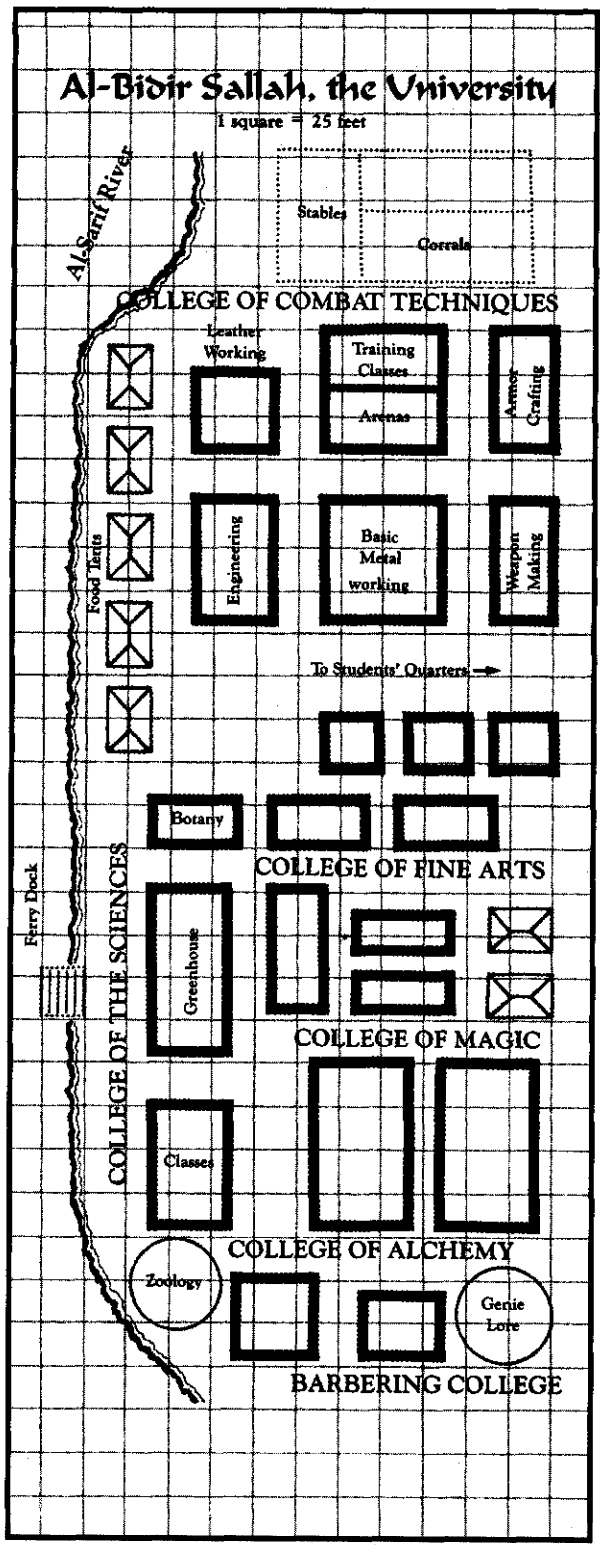 Al-Bidir Sallah, the University
1 square = 25 feet
Al-Sarif River
Stables
Corrals
COLLEGE OF COMBAT TECHNIQUES
Leather
Working
Training
Classes
Arenas
Armor
Crafting
Food Tents
Engineering
Basic
Metal
working
Weapon
Making
To Students' Quarters
Botany
COLLEGE OF FINE ARTS
Ferry Dock
COLLEGE OF THE SCIENCES
Greenhouse
COLLEGE OF MAGIC
Classes
COLLEGE OF ALCHEMY
Zoology
Genie
Lore
BARBERING COLLEGE